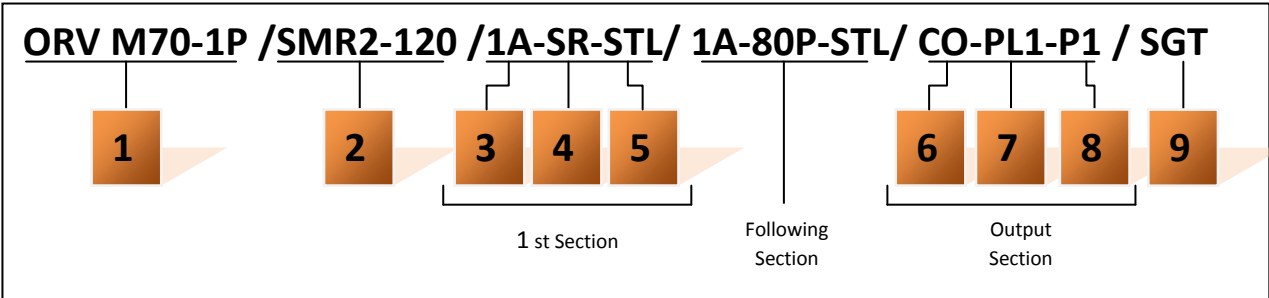 ORV M70-1P /SMR2-120 /1A-SR-STL/ 1A-80P-STL/ CO-PL1-P1 / SGT
1 2 3 4 5 6 7 8 9
1 st Section
Following
Section
Output
Section